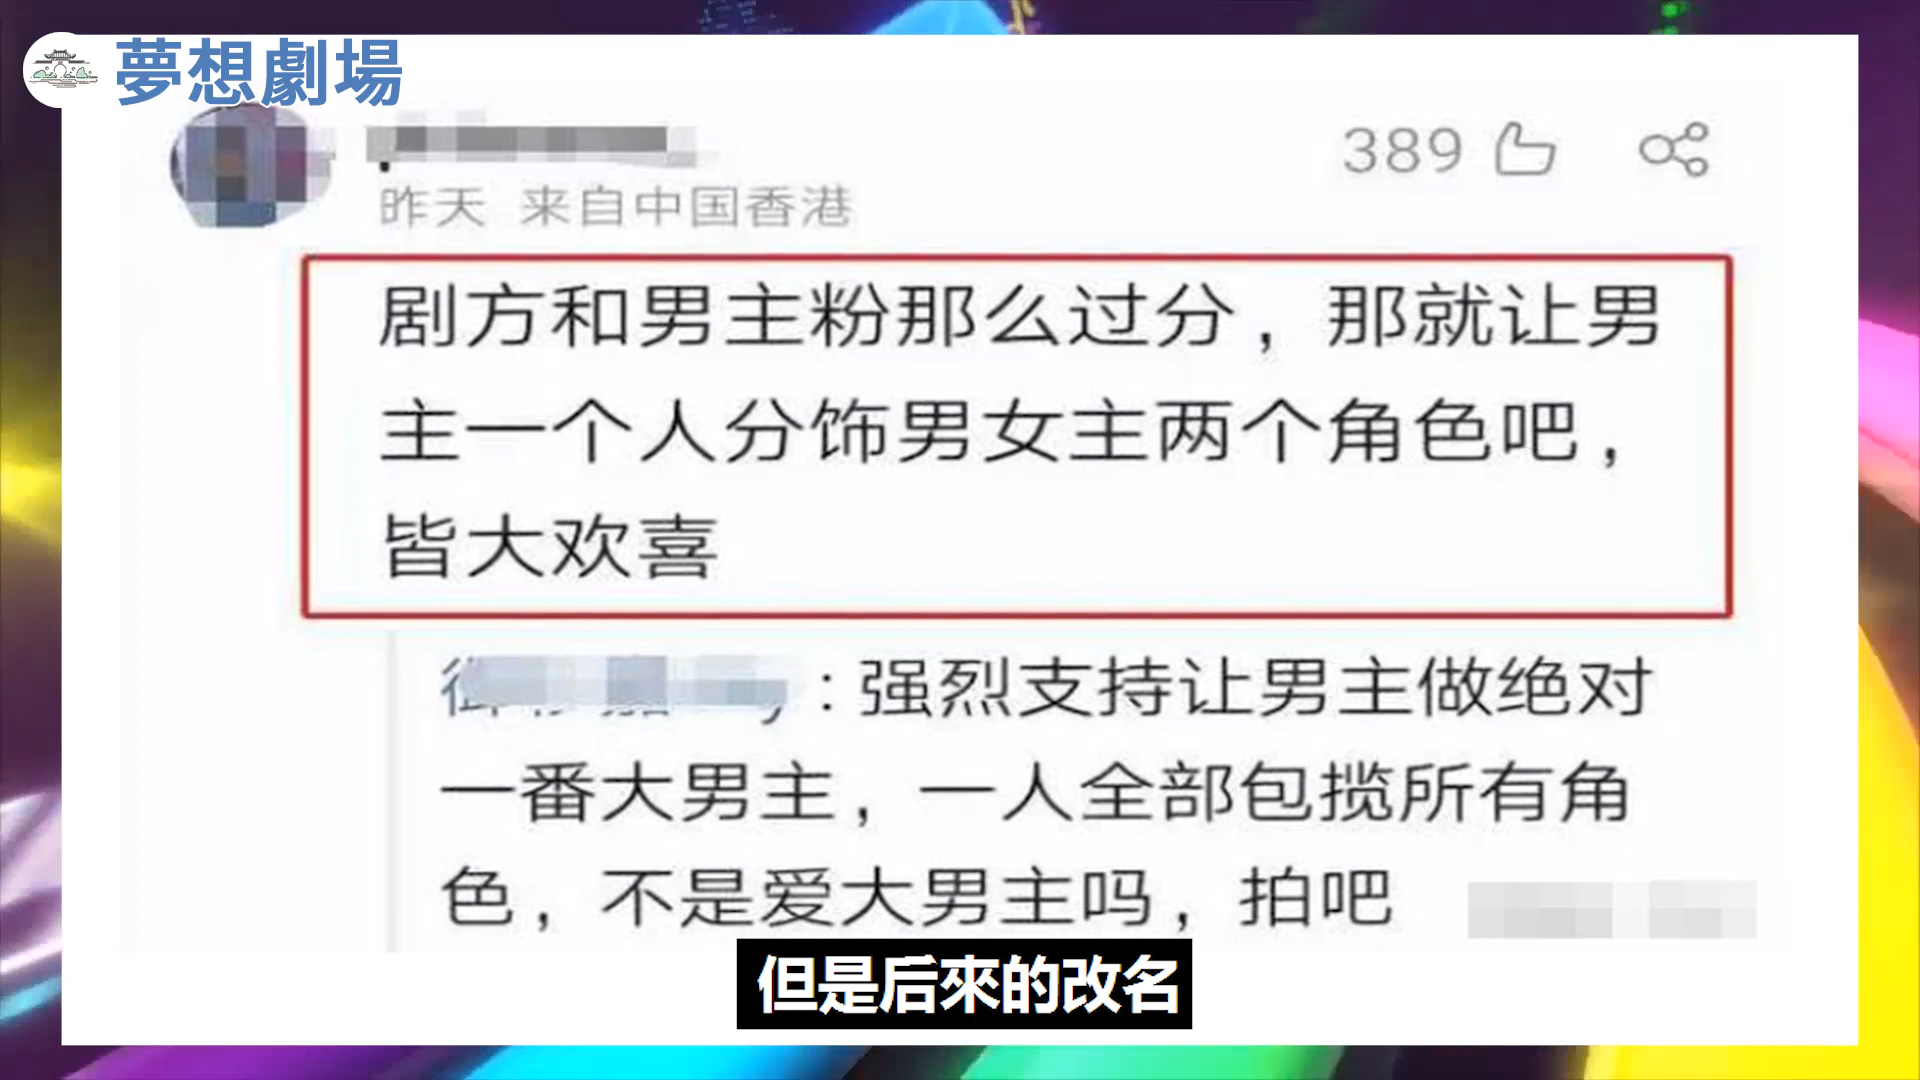 夢想劇場
389
昨天 来自中国香港
剧方和男主粉那么过分，那就让男
主一个人分饰男女主两个角色吧，
皆大欢喜
：强烈支持让男主做绝对
一番大男主，一人全部包揽所有角
色，不是爱大男主吗，拍吧
但是后來的改名